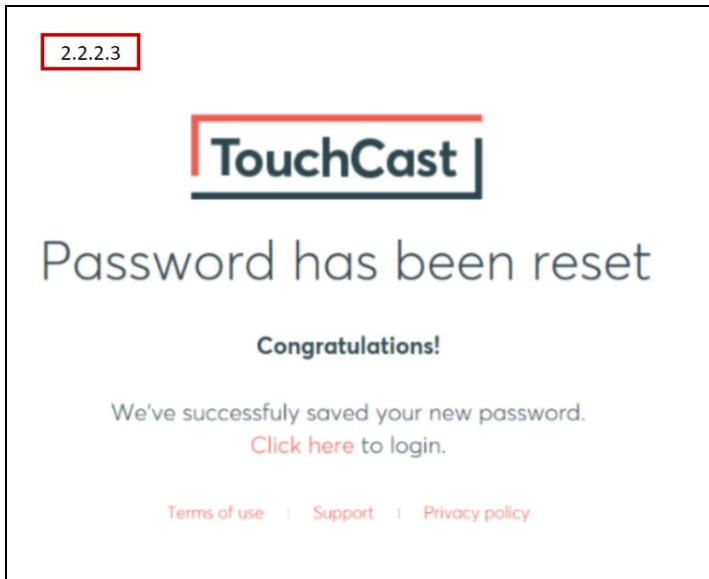 2.2.2.3
TouchCast
Password has been reset
Congratulations!
We've successfuly saved your new password.
Click here to login.
Terms of use | Support | Privacy policy